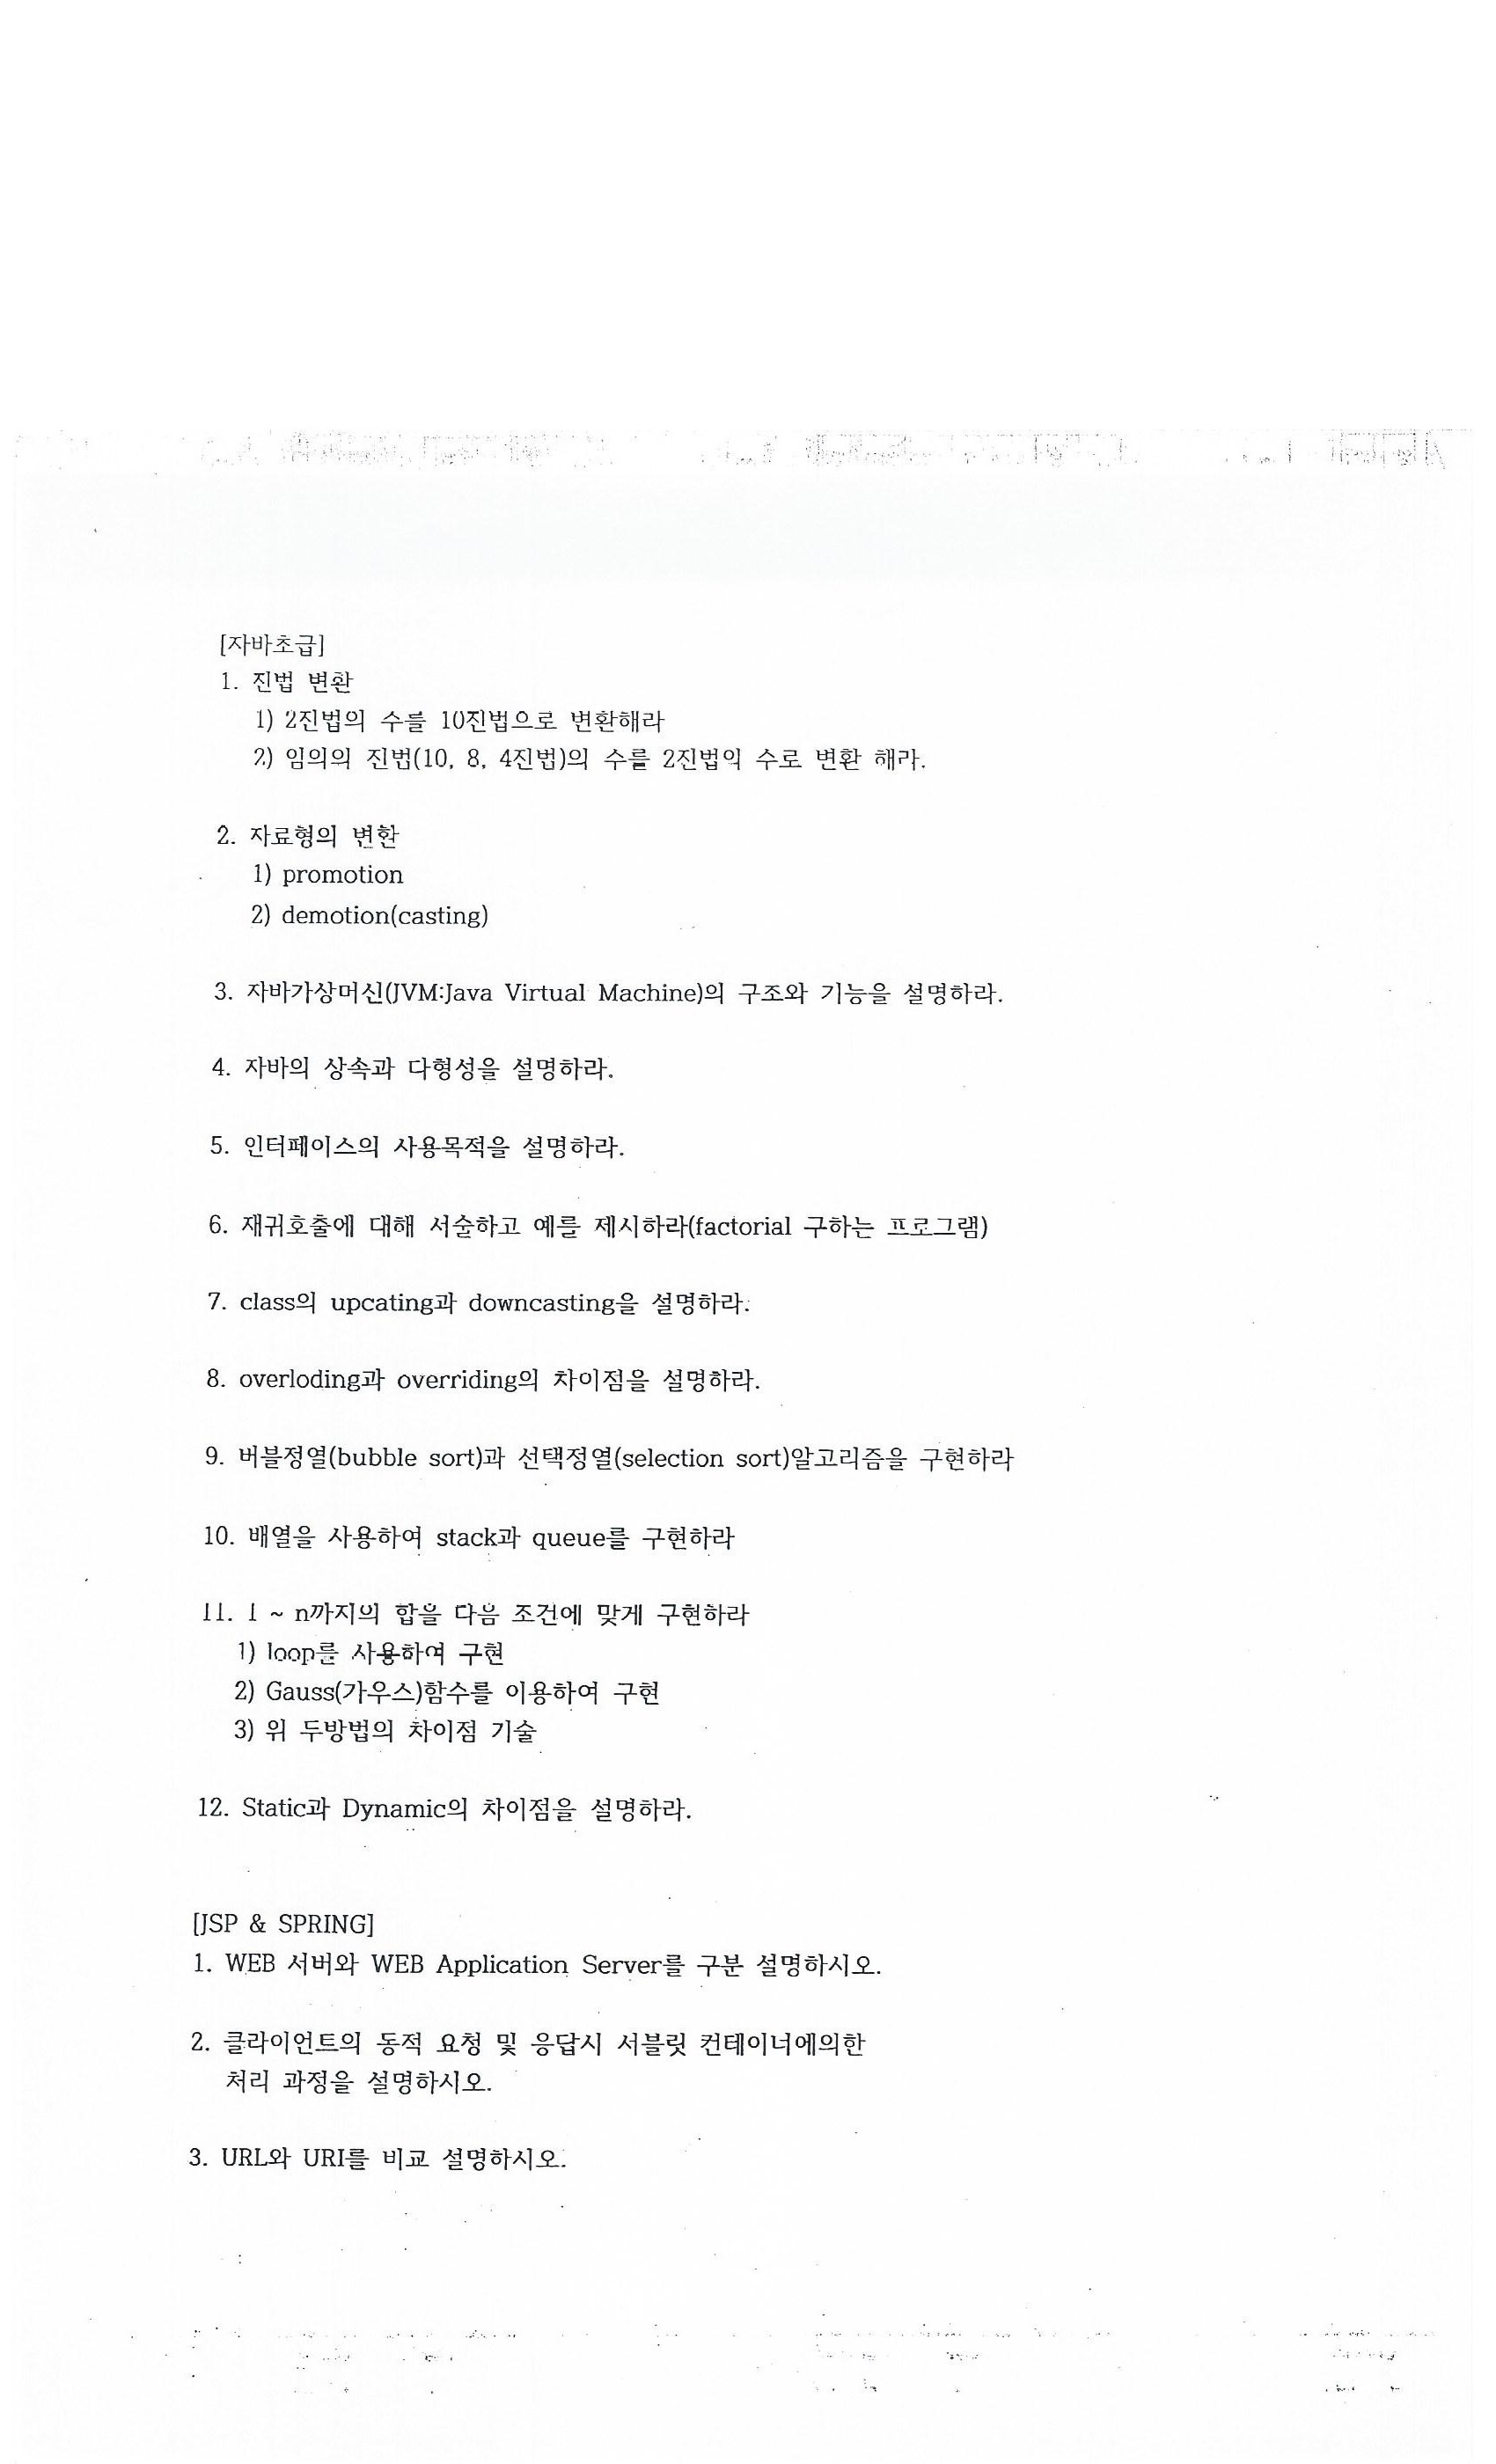 [자바초급]
1. 진법 변환
1) 2진법의 수를 10진법으로 변환해라
2) 임의의 진법(10, 8, 4진법)의 수를 2진법의 수로 변환 해라.
2. 자료형의 변환
1) promotion
2) demotion(casting)
3. 자바가상머신(JVM:Java Virtual Machine)의 구조와 기능을 설명하라.
4. 자바의 상속과 다형성을 설명하라.
5. 인터페이스의 사용목적을 설명하라.
6. 재귀호출에 대해 서술하고 예를 제시하라(factorial 구하는 프로그램)
7. class의 upcating과 downcasting을 설명하라.
8. overloding과 overriding의 차이점을 설명하라.
9. 버블정열(bubble sort)과 선택정열(selection sort)알고리즘을 구현하라
10. 배열을 사용하여 stack과 queue를 구현하라
11. 1 ~ n까지의 합을 다음 조건에 맞게 구현하라
1) loop를 사용하여 구현
2) Gauss(가우스)함수를 이용하여 구현
3) 위 두방법의 차이점 기술
12. Static과 Dynamic의 차이점을 설명하라.
[JSP & SPRING]
1. WEB 서버와 WEB Application Server를 구분 설명하시오.
2. 클라이언트의 동적 요청 및 응답시 서블릿 컨테이너에의한
처리 과정을 설명하시오.
3. URL와 URI를 비교 설명하시오.